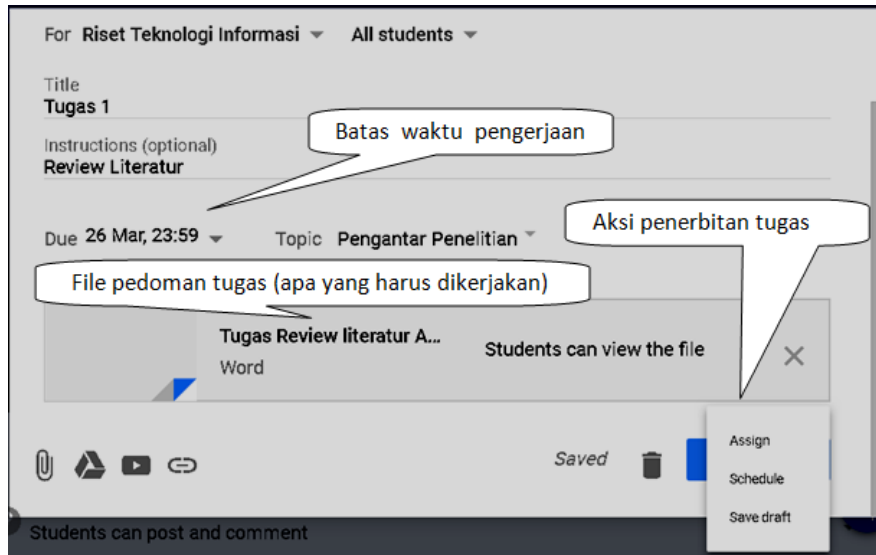 For Riset Teknologi Informasi All students
Title
Tugas 1
Batas waktu pengerjaan
Instructions (optional)
Review Literatur
Aksi penerbitan tugas
Due 26 Mar, 23:59 Topic Pengantar Penelitian
File pedoman tugas (apa yang harus dikerjakan)
Tugas Review literatur A...
Word
Students can view the file
Saved
Assign
Schedule
Save draft
Students can post and comment